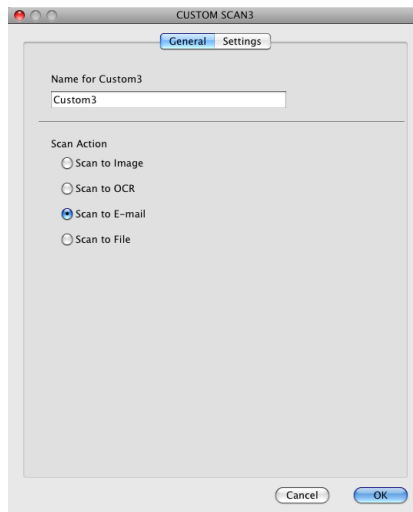 CUSTOM SCAN3
General Settings
Name for Custom3
Custom3
Scan Action
Scan to Image
Scan to OCR
Scan to E-mail
Scan to File
Cancel OK